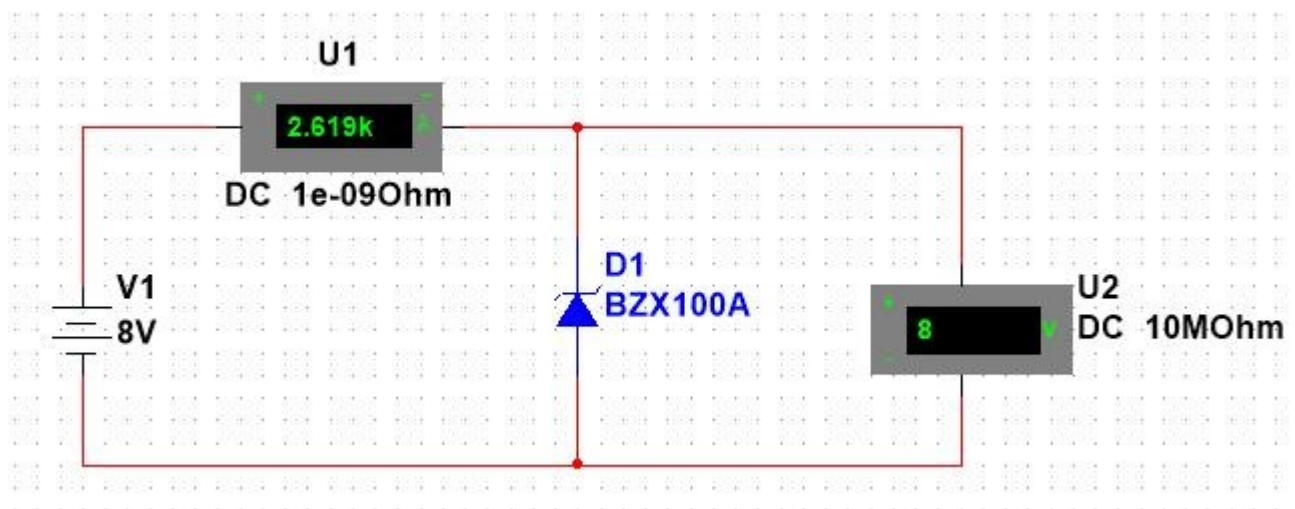 U1
+ -
2.619k A
DC 1e-09Ohm
V1
8V
D1
BZX100A
U2
+
8 V
-
DC 10MOhm